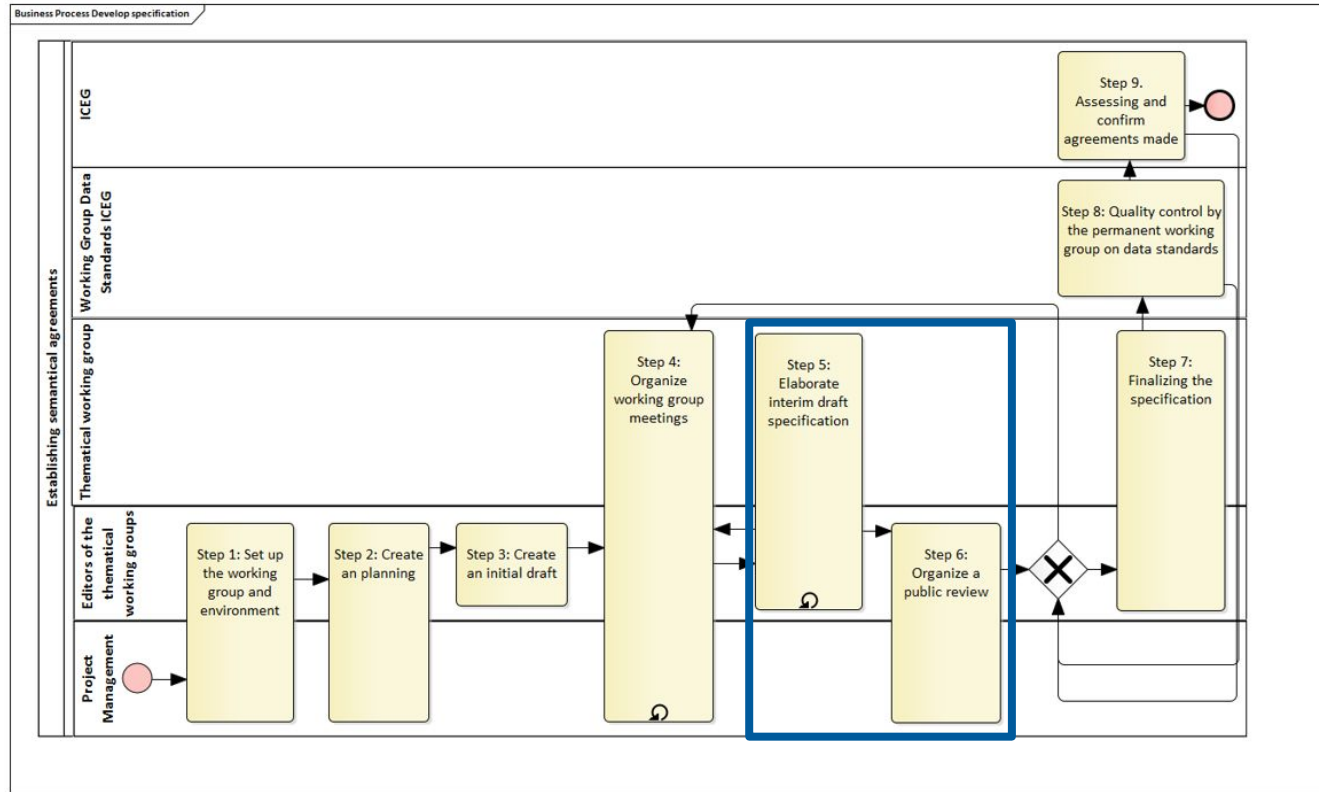 Business Process Develop specification
Establishing semantical agreements
ICEG
Step 9.
Assessing and
confirm
agreements made
Working Group Data
Standards ICEG
Step 8: Quality control by
the permanent working
group on data standards
Thematical working group
Step 4:
Organize
working group
meetings
Step 5:
Elaborate
interim draft
specification
Step 7:
Finalizing the
specification
Editors of the
thematical
working groups
Step 1: Set up
the working
group and
environment
Step 2: Create
an planning
Step 3: Create
an initial draft
Step 6:
Organize a
public review
Project
Management